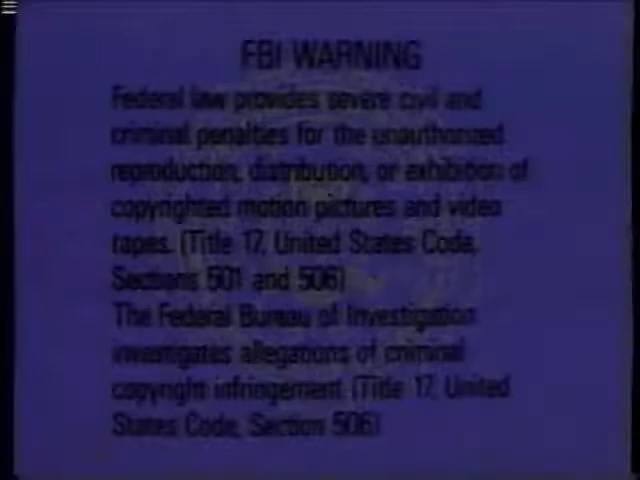 FBI WARNING
Federal law provides severe civil and
criminal penalties for the unauthorized
reproduction, distribution, or exhibition of
copyrighted motion pictures and video
tapes. (Title 17, United States Code,
Sections 501 and 506)
The Federal Bureau of Investigation
investigates allegations of criminal
copyright infringement (Title 17, United
States Code, Section 506)